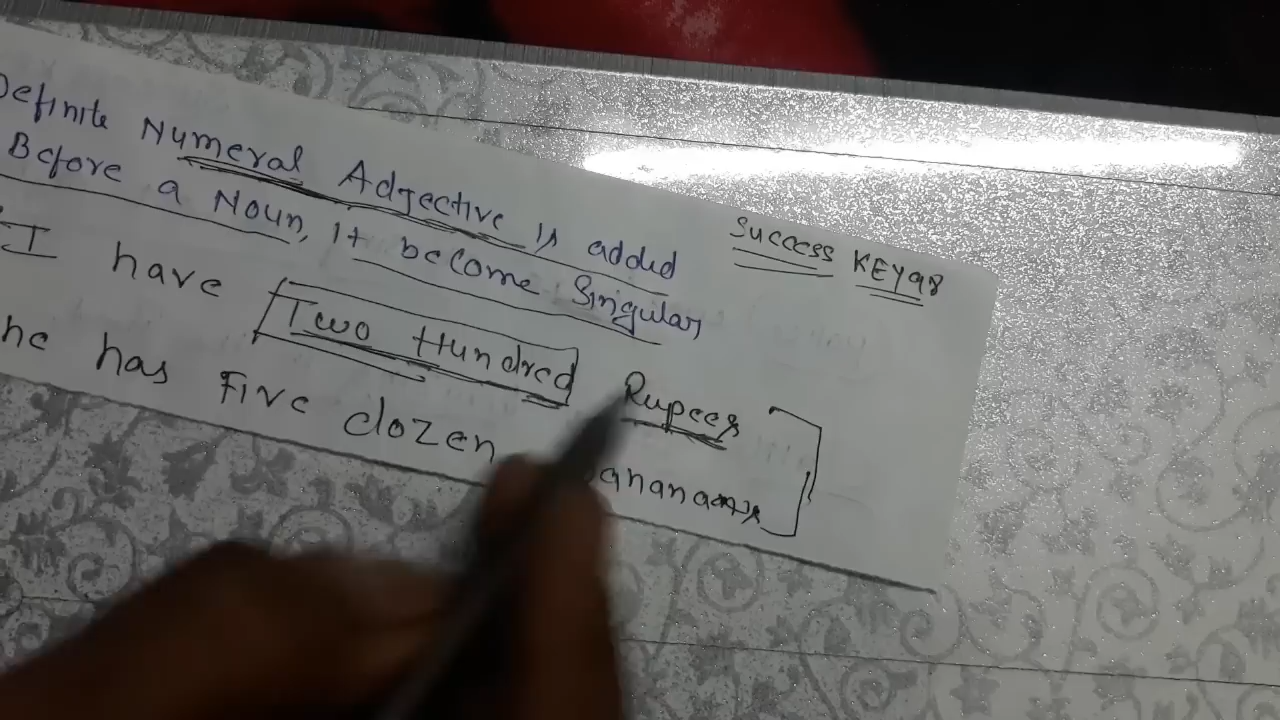 Definite Numeral Adjective is added
Before a Noun, It become Singular
Success KEY98
I have Two Hundred Rupees
he has Five dozen bananas